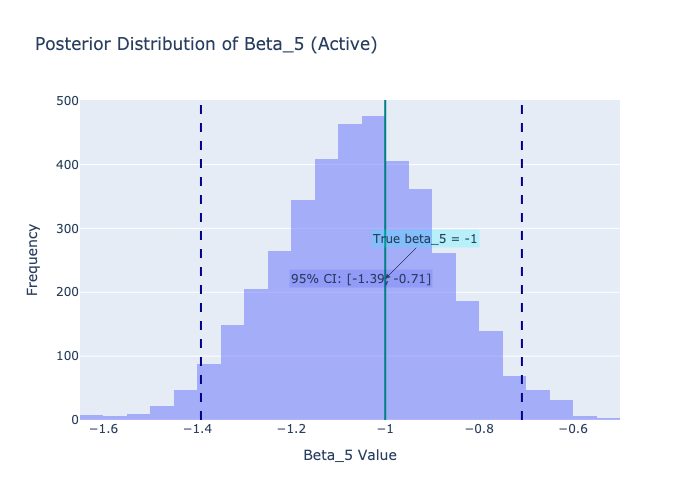 Posterior Distribution of Beta_5 (Active)
500
400
300
200
100
0
Frequency
True beta_5 = -1
95% CI: [-1.39, -0.71]
−1.6
−1.4
−1.2
−1
−0.8
−0.6
Beta_5 Value